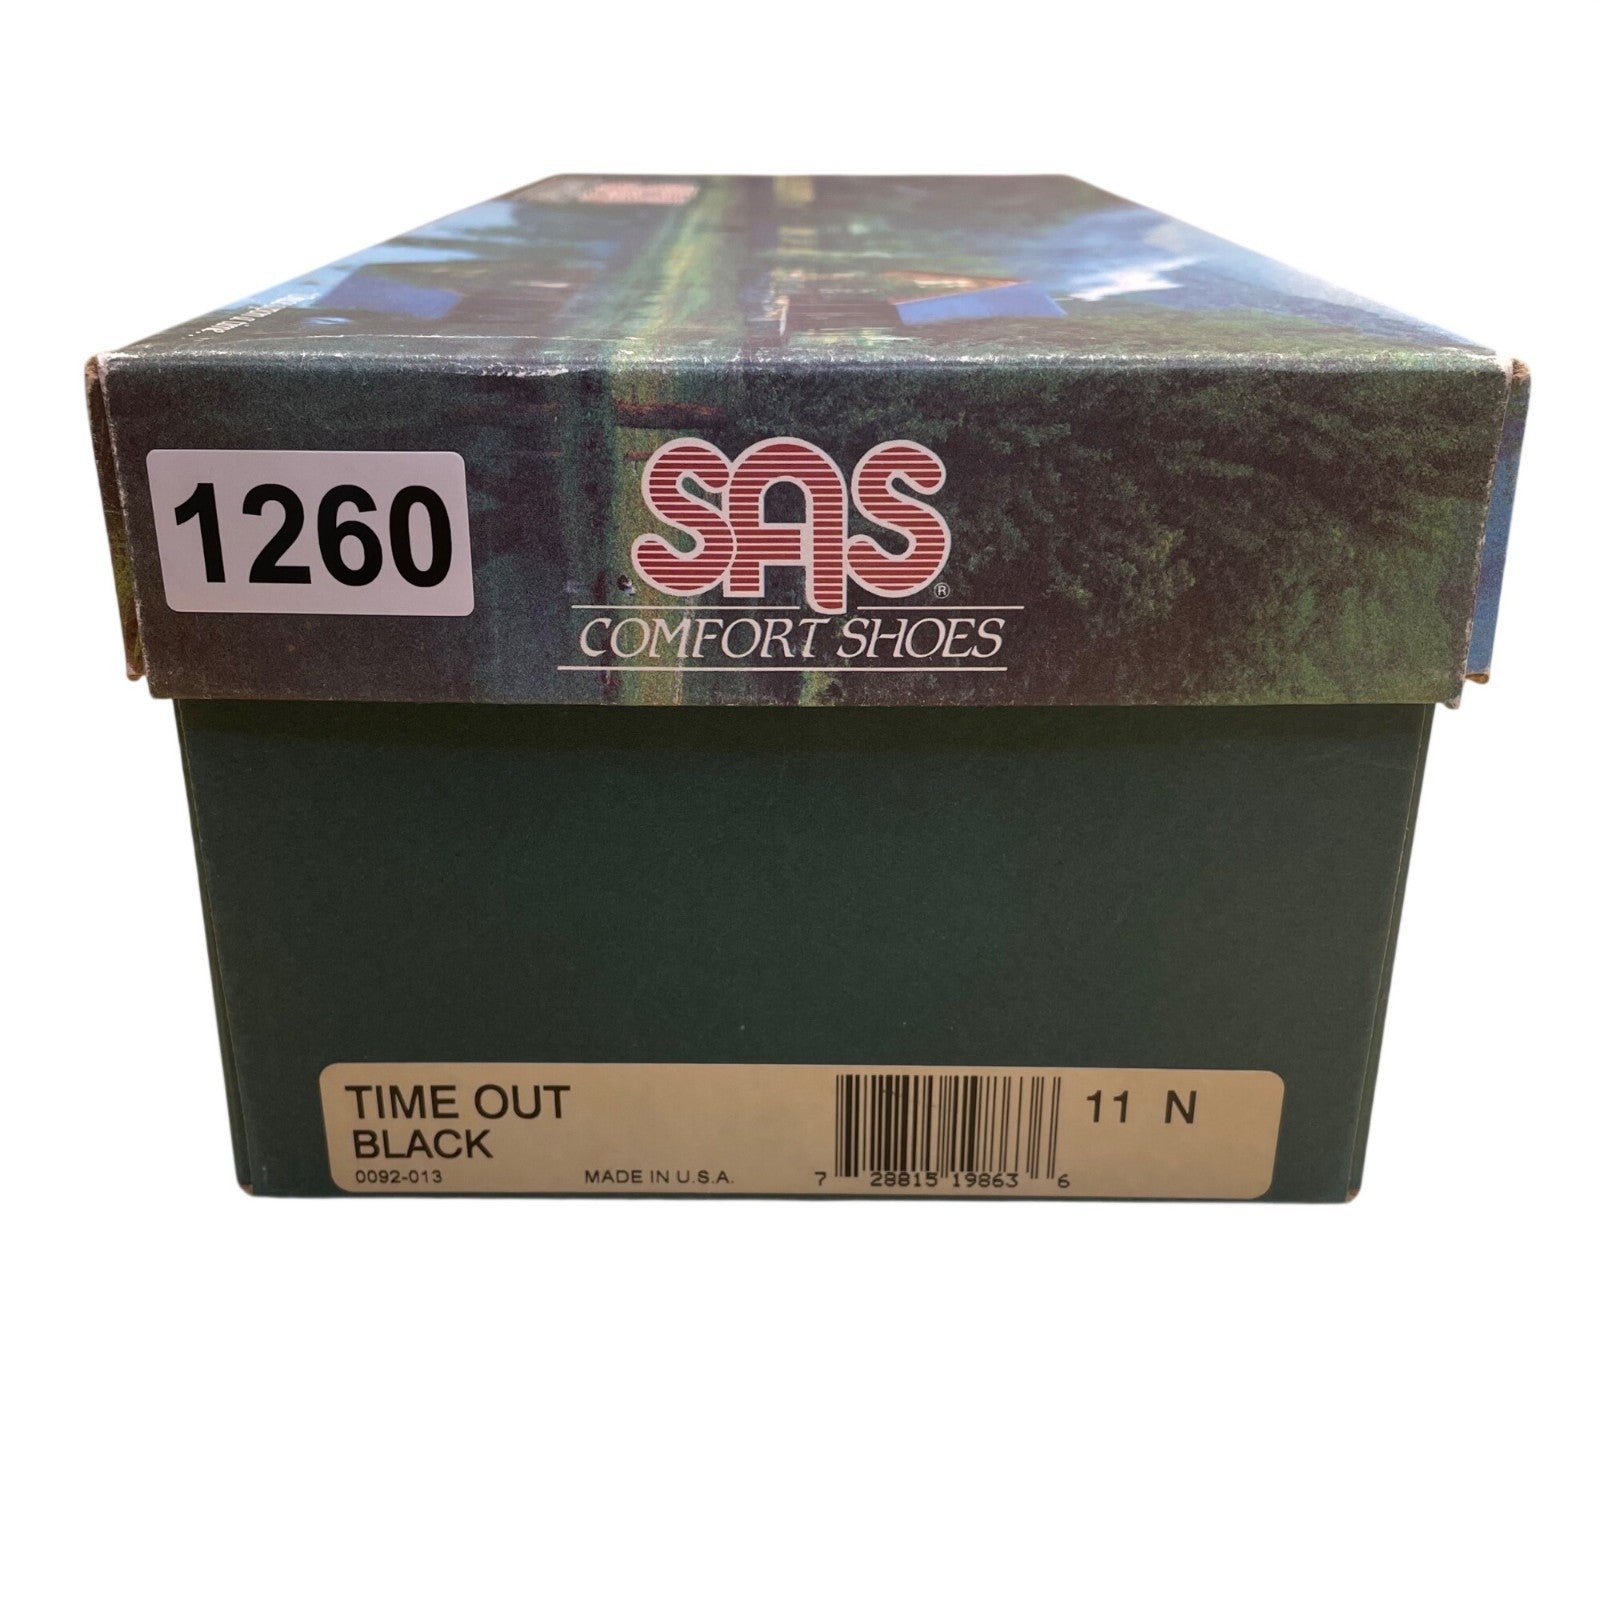 1260
SAS®
COMFORT SHOES
TIME OUT
BLACK
0092-013 MADE IN U.S.A.
7 28815 19863 6
11 N